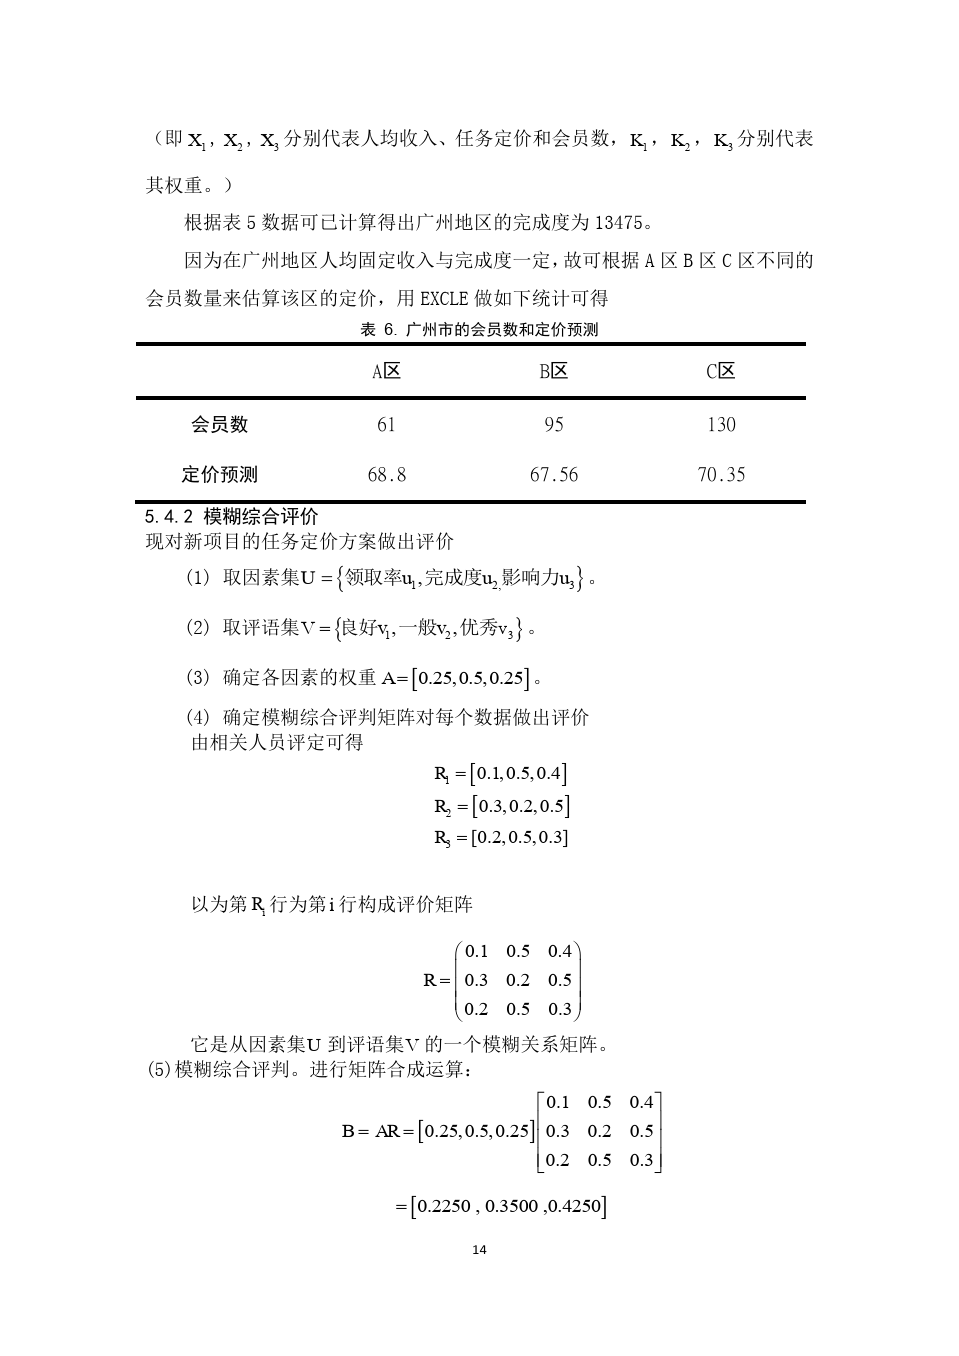 （即 X₁, X₂, X₃ 分别代表人均收入、任务定价和会员数，K₁，K₂，K₃ 分别代表
其权重。）
根据表 5 数据可已计算得出广州地区的完成度为 13475。
因为在广州地区人均固定收入与完成度一定，故可根据 A 区 B 区 C 区不同的
会员数量来估算该区的定价，用 EXCLE 做如下统计可得
表 6. 广州市的会员数和定价预测
A区 B区 C区
会员数 61 95 130
定价预测 68.8 67.56 70.35
5.4.2 模糊综合评价
现对新项目的任务定价方案做出评价
(1) 取因素集U = {领取率u₁,完成度u₂,影响力u₃}。
(2) 取评语集V = {良好v₁,一般v₂,优秀v₃}。
(3) 确定各因素的权重 A=[0.25,0.5,0.25]。
(4) 确定模糊综合评判矩阵对每个数据做出评价
由相关人员评定可得
R₁ = [0.1,0.5,0.4]
R₂ = [0.3,0.2,0.5]
R₃ = [0.2,0.5,0.3]
以为第 Rᵢ 行为第 i 行构成评价矩阵
0.1 0.5 0.4
R = 0.3 0.2 0.5
0.2 0.5 0.3
它是从因素集U 到评语集V 的一个模糊关系矩阵。
(5)模糊综合评判。进行矩阵合成运算：
0.1 0.5 0.4
B = AR = [0.25,0.5,0.25] 0.3 0.2 0.5
0.2 0.5 0.3
=[0.2250 , 0.3500 ,0.4250]
14